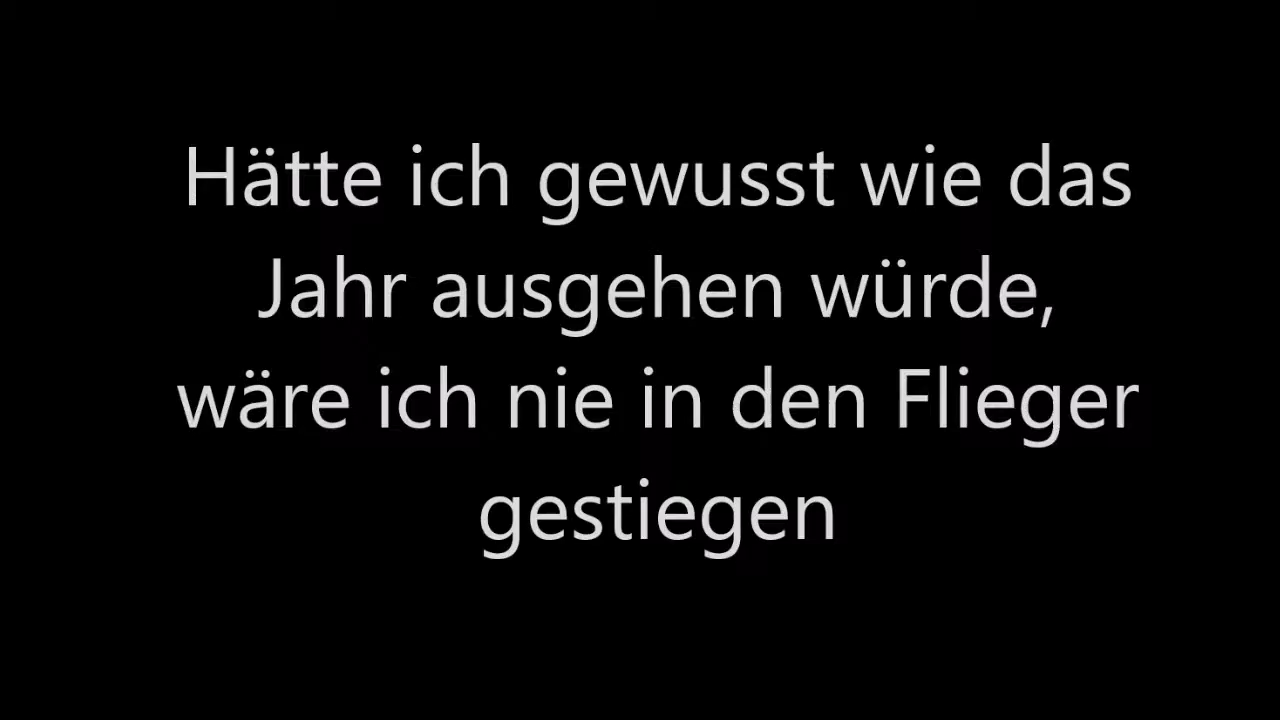 Hätte ich gewusst wie das
Jahr ausgehen würde,
wäre ich nie in den Flieger
gestiegen